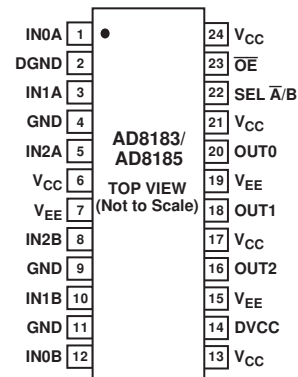 IN0A 1 24 VCC
DGND 2 23 OE
IN1A 3 22 SEL A/B
GND 4 21 VCC
AD8183/
AD8185
IN2A 5 20 OUT0
VCC 6 19 VEE
TOP VIEW
(Not to Scale)
VEE 7 18 OUT1
IN2B 8 17 VCC
GND 9 16 OUT2
IN1B 10 15 VEE
GND 11 14 DVCC
IN0B 12 13 VCC